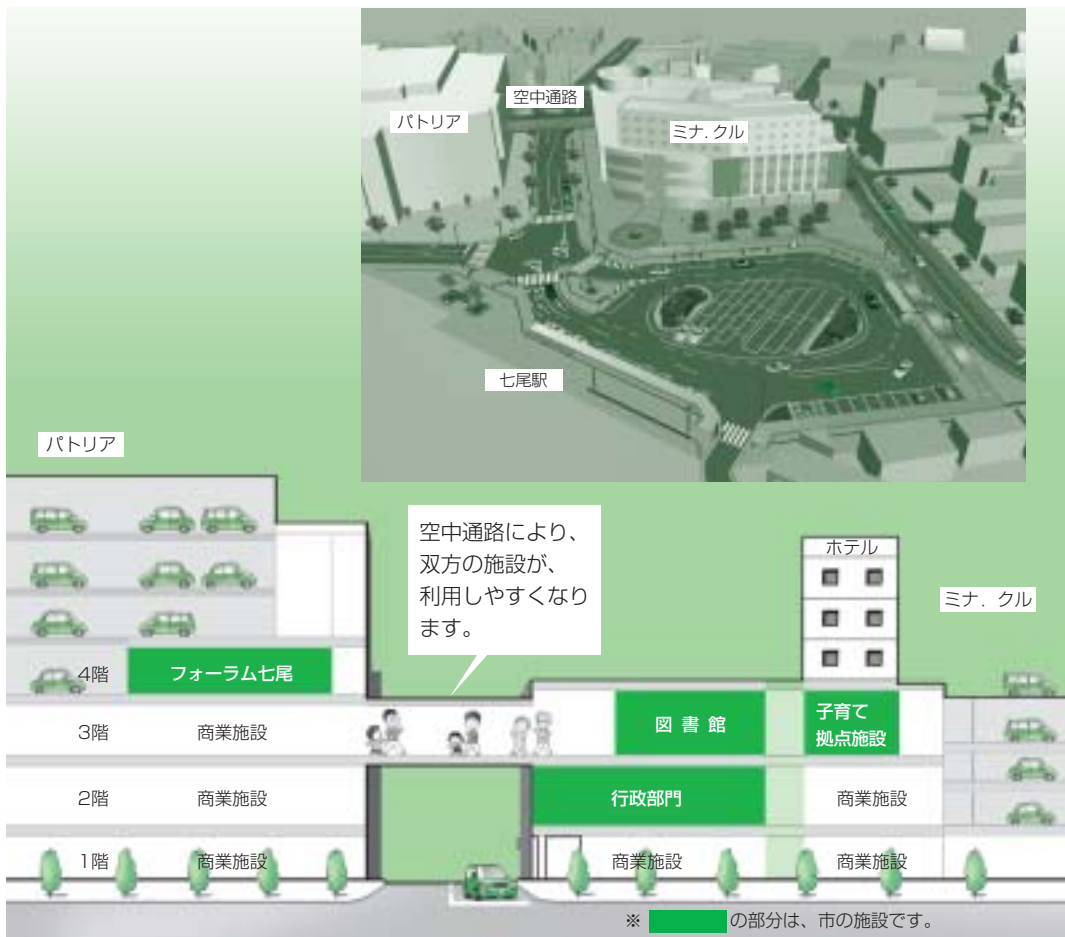 空中通路
パトリア
ミナ．クル
七尾駅
パトリア
空中通路により、
双方の施設が、
利用しやすくなり
ます。
ホテル
ミナ．クル
4階 フォーラム七尾
3階 商業施設 図書館 子育て
拠点施設
2階 商業施設 行政部門 商業施設
1階 商業施設 商業施設 商業施設
※ の部分は、市の施設です。